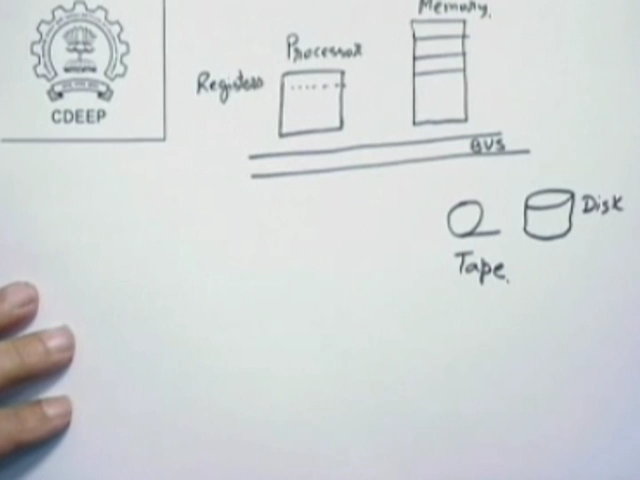 Memory.
Processor
Registers
CDEEP
BUS
Disk
Tape.